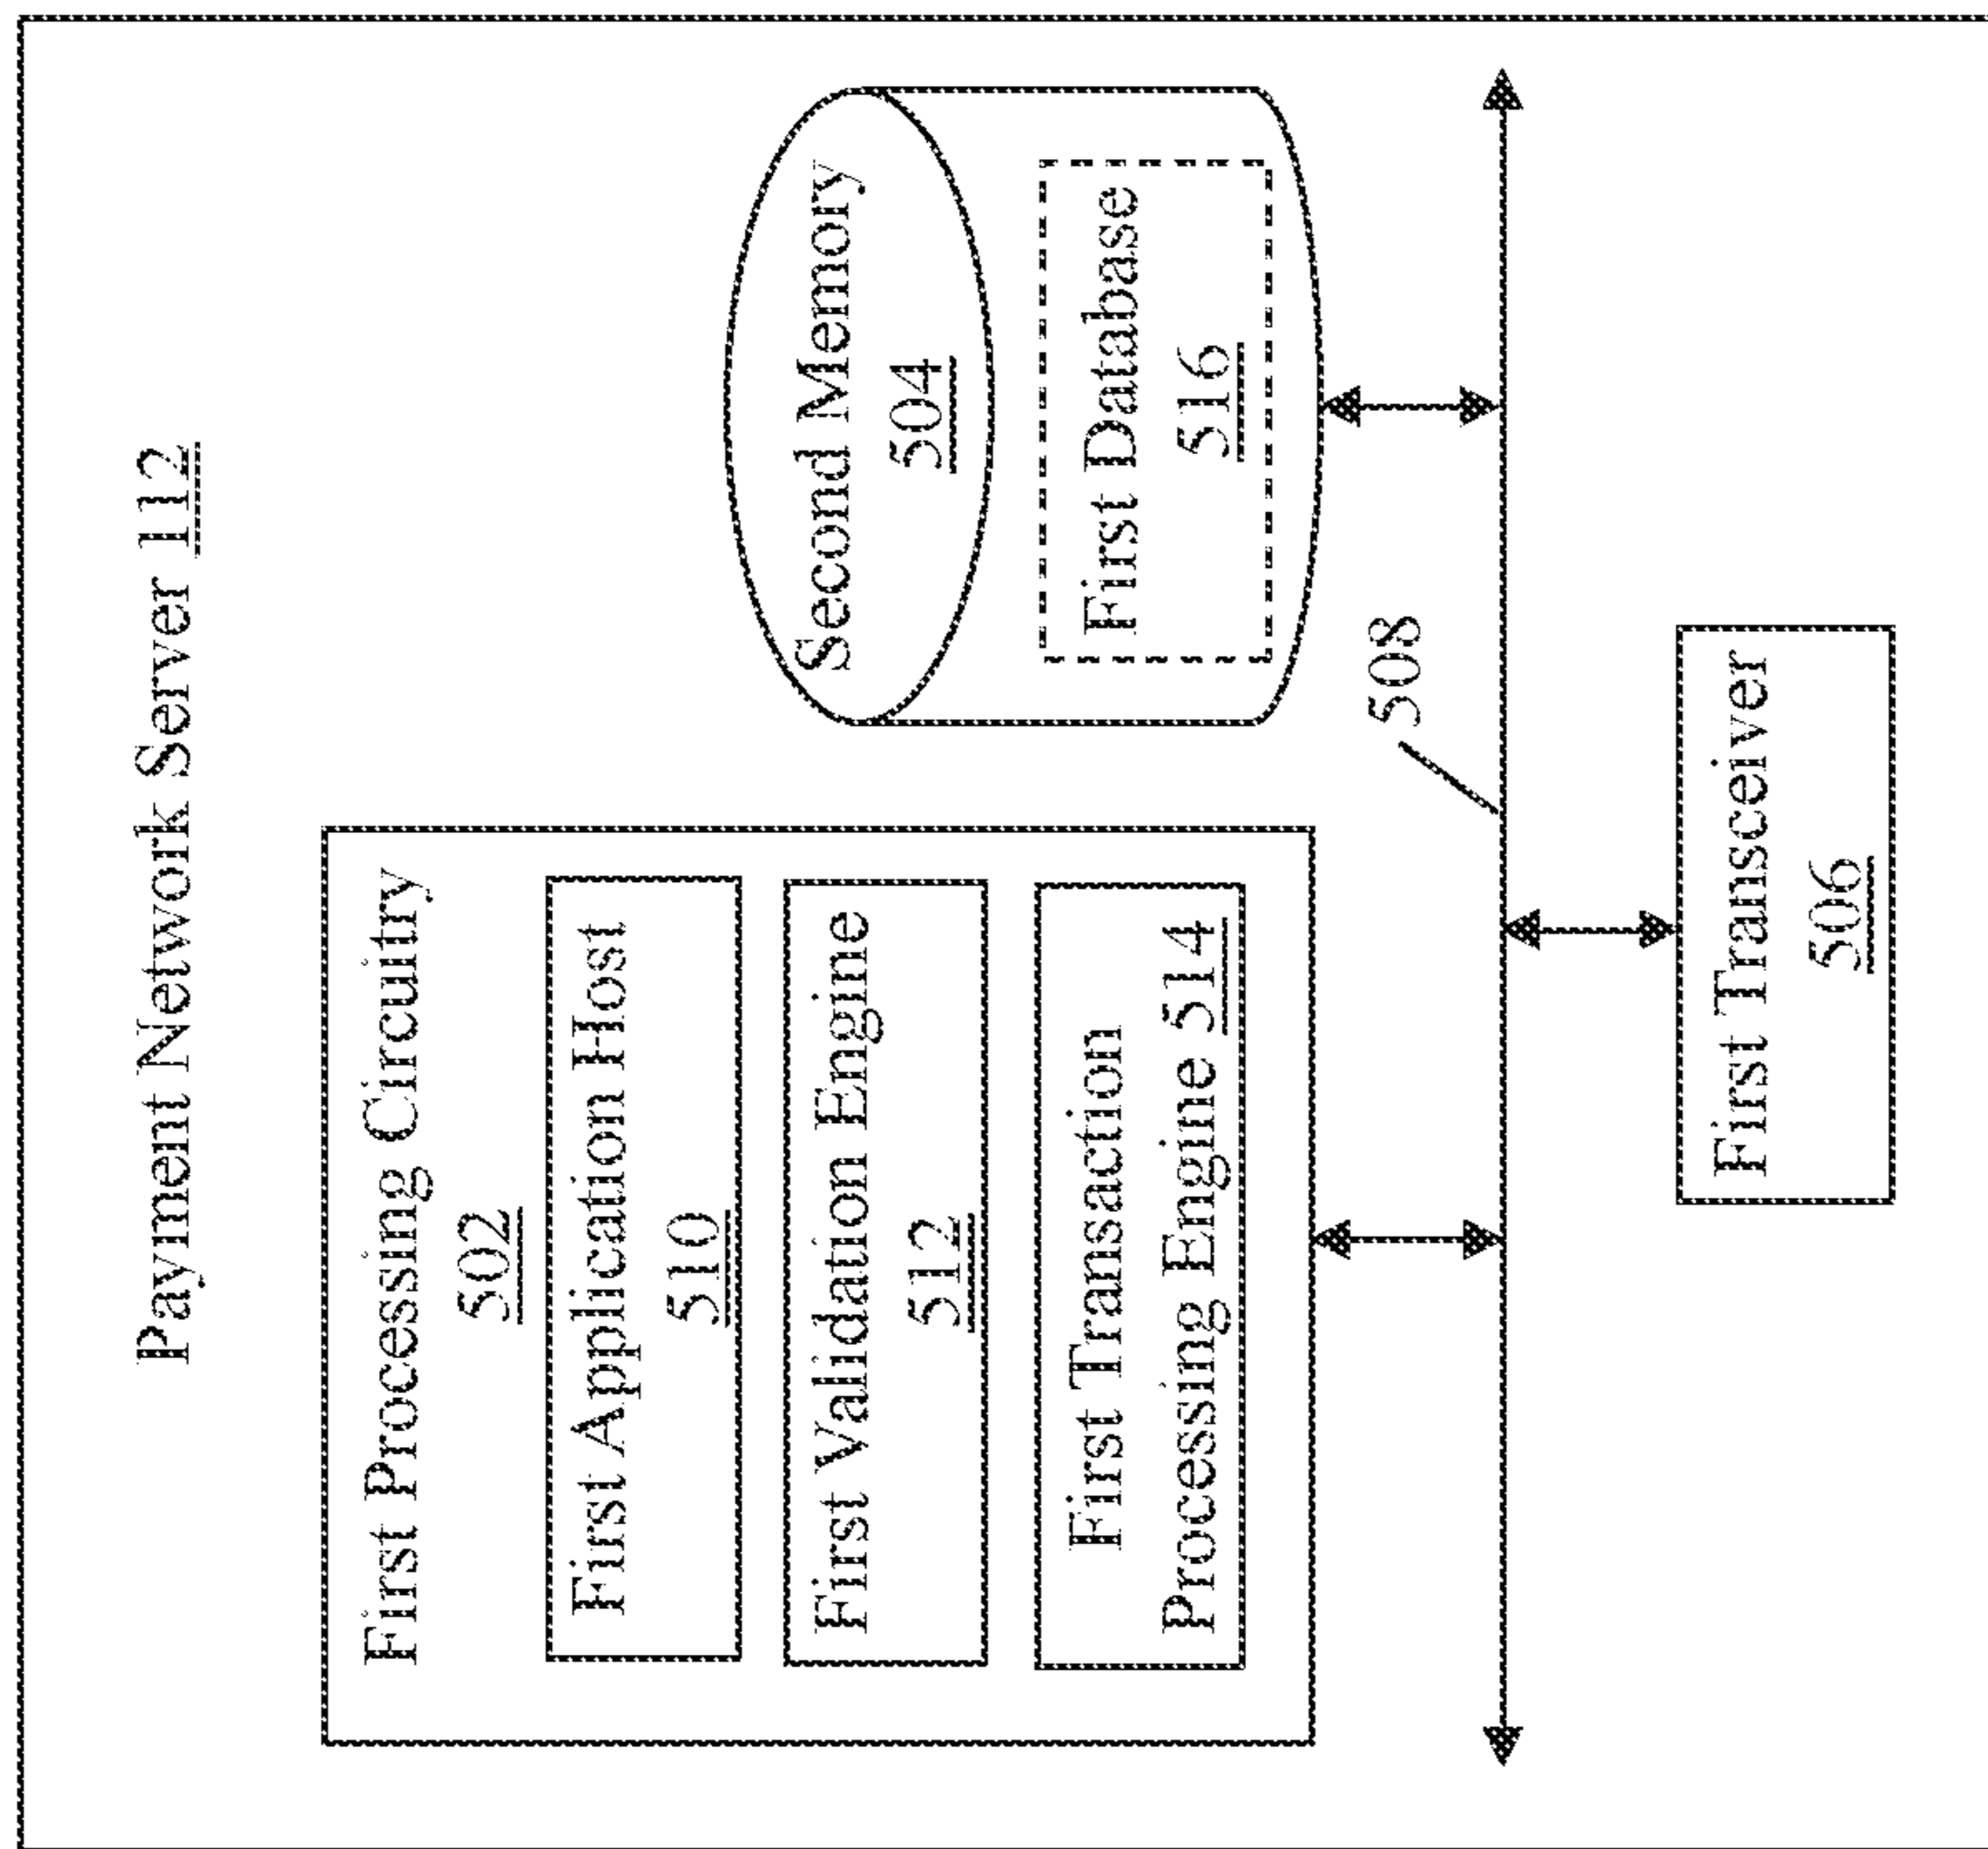 Payment Network Server 112
First Processing Circuitry
502
First Application Host
510
First Validation Engine
512
First Transaction
Processing Engine 514
Second Memory
504
First Database
516
508
First Transceiver
506